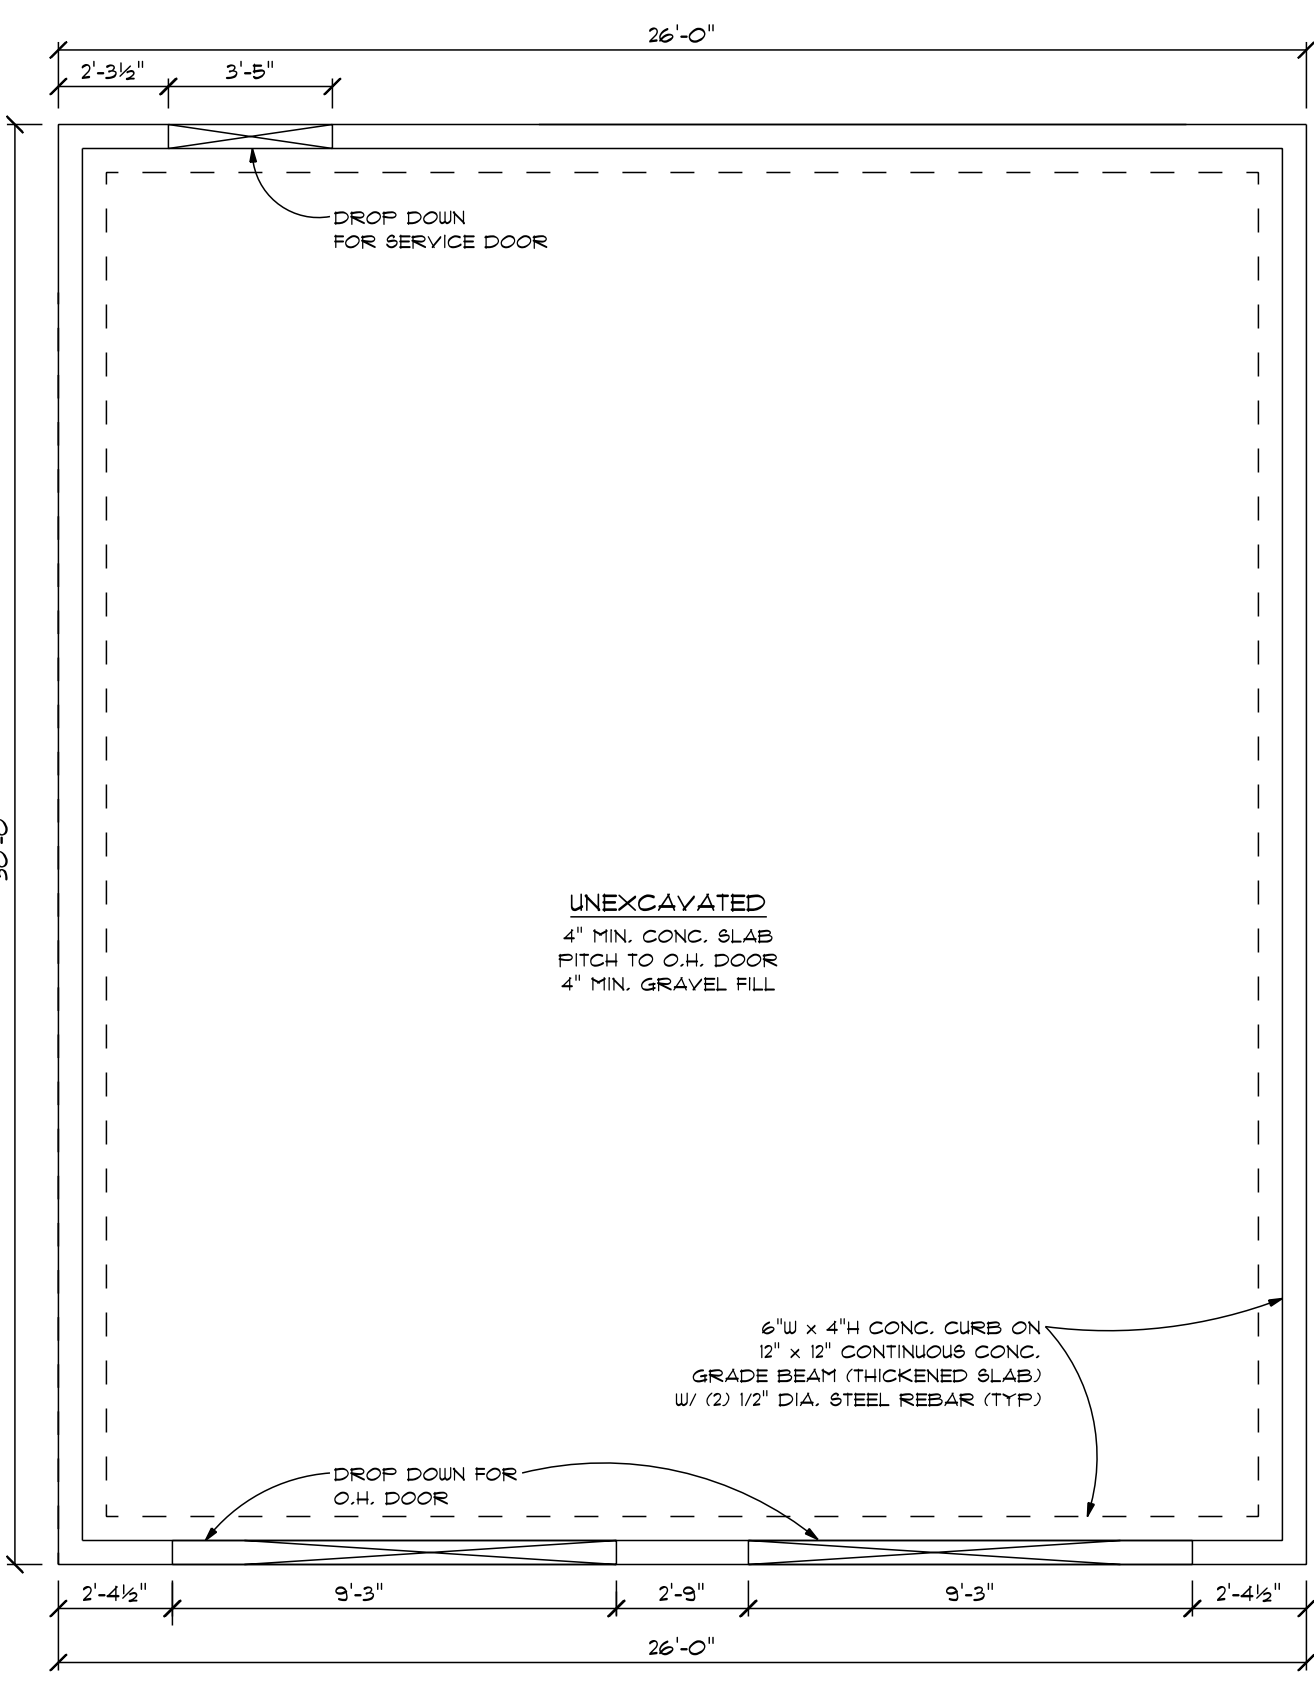 26'-0"
2'-3½" 3'-5"
DROP DOWN
FOR SERVICE DOOR
UNEXCAVATED
4" MIN. CONC. SLAB
PITCH TO O.H. DOOR
4" MIN. GRAVEL FILL
6"W x 4"H CONC. CURB ON
12" x 12" CONTINUOUS CONC.
GRADE BEAM (THICKENED SLAB)
W/ (2) 1/2" DIA. STEEL REBAR (TYP)
DROP DOWN FOR
O.H. DOOR
2'-4½" 9'-3" 2'-9" 9'-3" 2'-4½"
26'-0"